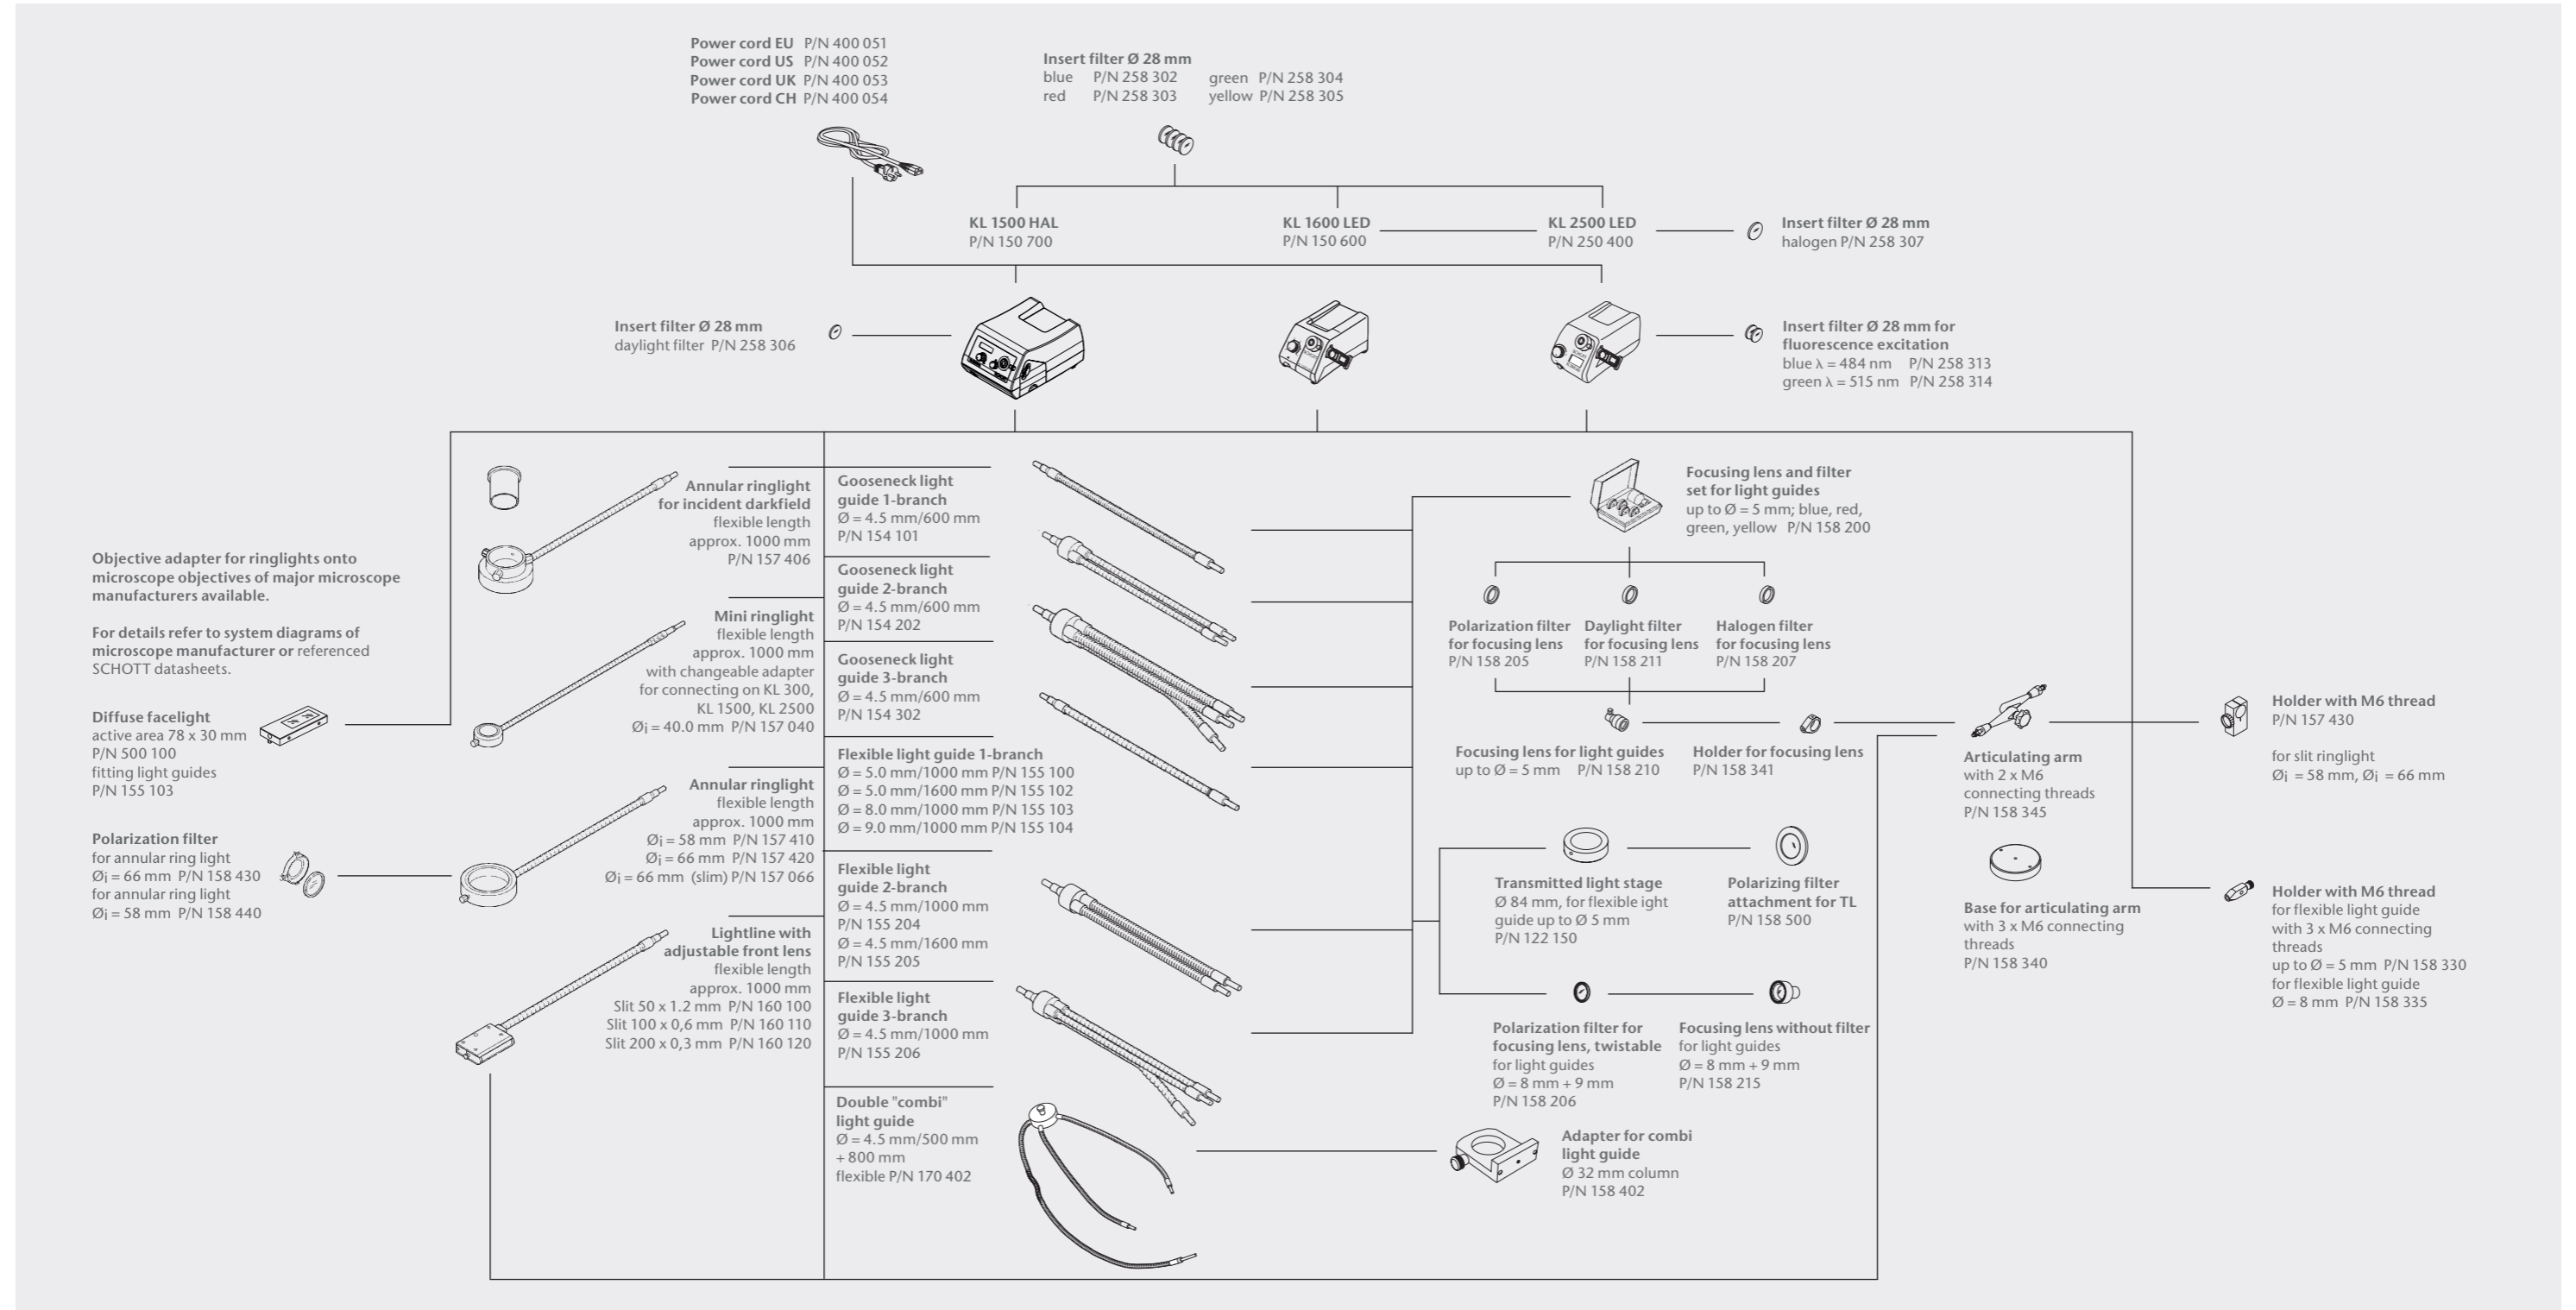 Power cord EU P/N 400 051
Power cord US P/N 400 052
Power cord UK P/N 400 053
Power cord CH P/N 400 054
Insert filter Ø 28 mm
blue P/N 258 302 green P/N 258 304
red P/N 258 303 yellow P/N 258 305
KL 1500 HAL
P/N 150 700
KL 1600 LED
P/N 150 600
KL 2500 LED
P/N 250 400
Insert filter Ø 28 mm
halogen P/N 258 307
Insert filter Ø 28 mm
daylight filter P/N 258 306
Insert filter Ø 28 mm for
fluorescence excitation
blue λ = 484 nm P/N 258 313
green λ = 515 nm P/N 258 314
Objective adapter for ringlights onto
microscope objectives of major microscope
manufacturers available.
For details refer to system diagrams of
microscope manufacturer or referenced
SCHOTT datasheets.
Diffuse facelight
active area 78 x 30 mm
P/N 500 100
fitting light guides
P/N 155 103
Polarization filter
for annular ring light
Øi = 66 mm P/N 158 430
for annular ring light
Øi = 58 mm P/N 158 440
Annular ringlight
for incident darkfield
flexible length
approx. 1000 mm
P/N 157 406
Mini ringlight
flexible length
approx. 1000 mm
with changeable adapter
for connecting on KL 300,
KL 1500, KL 2500
Øi = 40.0 mm P/N 157 040
Annular ringlight
flexible length
approx. 1000 mm
Øi = 58 mm P/N 157 410
Øi = 66 mm P/N 157 420
Øi = 66 mm (slim) P/N 157 066
Lightline with
adjustable front lens
flexible length
approx. 1000 mm
Slit 50 x 1.2 mm P/N 160 100
Slit 100 x 0,6 mm P/N 160 110
Slit 200 x 0,3 mm P/N 160 120
Gooseneck light
guide 1-branch
Ø = 4.5 mm/600 mm
P/N 154 101
Gooseneck light
guide 2-branch
Ø = 4.5 mm/600 mm
P/N 154 202
Gooseneck light
guide 3-branch
Ø = 4.5 mm/600 mm
P/N 154 302
Flexible light guide 1-branch
Ø = 5.0 mm/1000 mm P/N 155 100
Ø = 5.0 mm/1600 mm P/N 155 102
Ø = 8.0 mm/1000 mm P/N 155 103
Ø = 9.0 mm/1000 mm P/N 155 104
Flexible light
guide 2-branch
Ø = 4.5 mm/1000 mm
P/N 155 204
Ø = 4.5 mm/1600 mm
P/N 155 205
Flexible light
guide 3-branch
Ø = 4.5 mm/1000 mm
P/N 155 206
Double "combi"
light guide
Ø = 4.5 mm/500 mm
+ 800 mm
flexible P/N 170 402
Focusing lens and filter
set for light guides
up to Ø = 5 mm; blue, red,
green, yellow P/N 158 200
Polarization filter
for focusing lens
P/N 158 205
Daylight filter
for focusing lens
P/N 158 211
Halogen filter
for focusing lens
P/N 158 207
Focusing lens for light guides
up to Ø = 5 mm P/N 158 210
Holder for focusing lens
P/N 158 341
Transmitted light stage
Ø 84 mm, for flexible ight
guide up to Ø 5 mm
P/N 122 150
Polarizing filter
attachment for TL
P/N 158 500
Polarization filter for
focusing lens, twistable
for light guides
Ø = 8 mm + 9 mm
P/N 158 206
Focusing lens without filter
for light guides
Ø = 8 mm + 9 mm
P/N 158 215
Adapter for combi
light guide
Ø 32 mm column
P/N 158 402
Articulating arm
with 2 x M6
connecting threads
P/N 158 345
Base for articulating arm
with 3 x M6 connecting
threads
P/N 158 340
Holder with M6 thread
P/N 157 430
for slit ringlight
Øi = 58 mm, Øi = 66 mm
Holder with M6 thread
for flexible light guide
with 3 x M6 connecting
threads
up to Ø = 5 mm P/N 158 330
for flexible light guide
Ø = 8 mm P/N 158 335